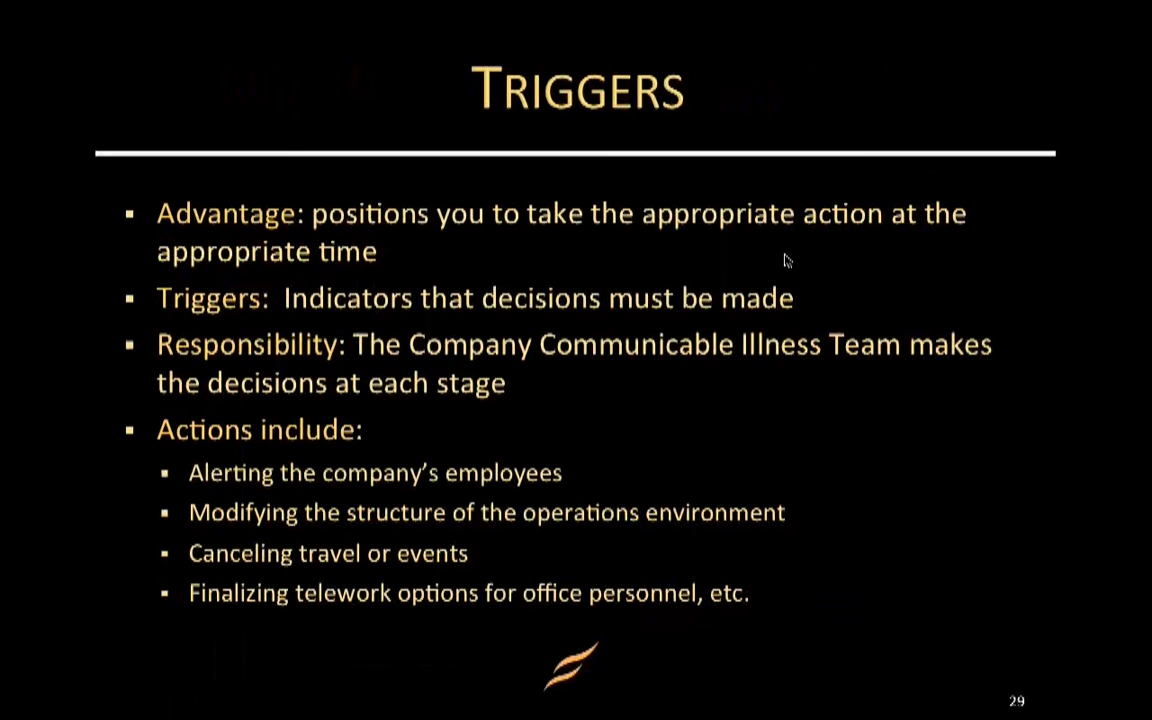 TRIGGERS
▪ Advantage: positions you to take the appropriate action at the
appropriate time
▪ Triggers: Indicators that decisions must be made
▪ Responsibility: The Company Communicable Illness Team makes
the decisions at each stage
▪ Actions include:
▪ Alerting the company’s employees
▪ Modifying the structure of the operations environment
▪ Canceling travel or events
▪ Finalizing telework options for office personnel, etc.
29